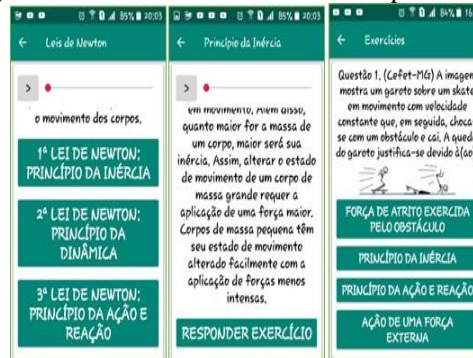 85% 20:03
Leis de Newton
o movimento dos corpos.
1ª LEI DE NEWTON:
PRINCÍPIO DA INÉRCIA
2ª LEI DE NEWTON:
PRINCÍPIO DA
DINÂMICA
3ª LEI DE NEWTON:
PRINCÍPIO DA AÇÃO E
REAÇÃO
85% 20:03
Princípio da Inércia
em movimento. Além disso,
quanto maior for a massa de
um corpo, maior será sua
inércia. Assim, alterar o estado
de movimento de um corpo de
massa grande requer a
aplicação de uma força maior.
Corpos de massa pequena têm
seu estado de movimento
alterado facilmente com a
aplicação de forças menos
intensas.
RESPONDER EXERCÍCIO
84% 16
Exercícios
Questão 1. (Cefet-MG) A imagem
mostra um garoto sobre um skate
em movimento com velocidade
constante que, em seguida, choca-
se com um obstáculo e cai. A queda
do garoto justifica-se devido à(ao)
FORÇA DE ATRITO EXERCIDA
PELO OBSTÁCULO
PRINCÍPIO DA INÉRCIA
PRINCÍPIO DA AÇÃO E REAÇÃO
AÇÃO DE UMA FORÇA
EXTERNA